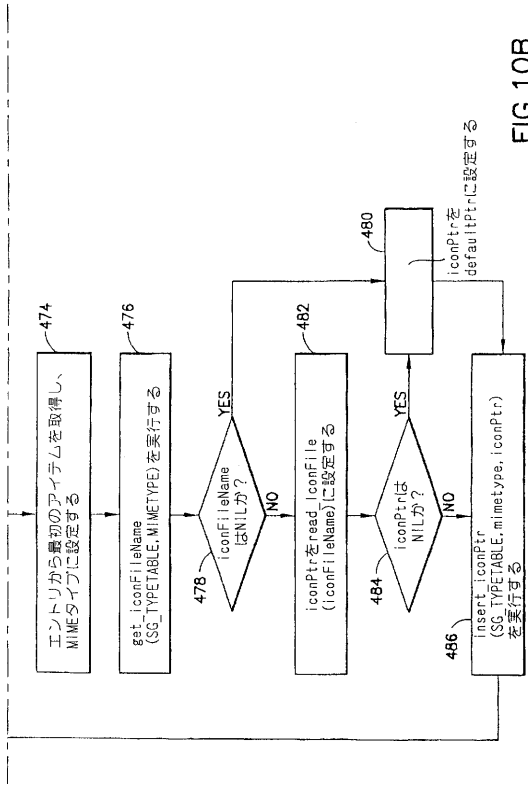 474
エントリから最初のアイテムを取得し、
MIMEタイプに設定する
476
get_iconFileName
(SG_TYPETABLE.MIMETYPE)を実行する
478
iconFileName
はNILか?
YES
NO
480
iconPtrを
defaultPtrに設定する
482
iconPtrをread_IconFile
(iconFileName)に設定する
484
iconPtrは
NILか?
YES
NO
486
insert_iconPtr
(SG_TYPETABLE,mimetype,iconPtr)
を実行する
FIG.10B